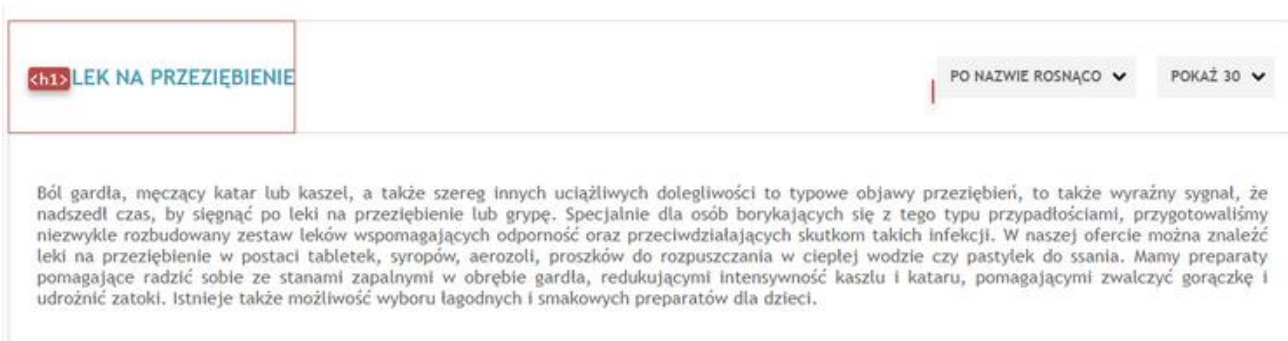 <h1> LEK NA PRZEZIĘBIENIE
PO NAZWIE ROSNĄCO
POKAŻ 30
Ból gardła, męczący katar lub kaszel, a także szereg innych uciążliwych dolegliwości to typowe objawy przeziębień, to także wyraźny sygnał, że
nadszedł czas, by sięgnąć po leki na przeziębienie lub grypę. Specjalnie dla osób borykających się z tego typu przypadłościami, przygotowaliśmy
niezwykle rozbudowany zestaw leków wspomagających odporność oraz przeciwdziałających skutkom takich infekcji. W naszej ofercie można znaleźć
leki na przeziębienie w postaci tabletek, syropów, aerozoli, proszków do rozpuszczania w ciepłej wodzie czy pastylek do ssania. Mamy preparaty
pomagające radzić sobie ze stanami zapalnymi w obrębie gardła, redukującymi intensywność kaszlu i kataru, pomagającymi zwalczyć gorączkę i
udrożnić zatoki. Istnieje także możliwość wyboru łagodnych i smakowych preparatów dla dzieci.